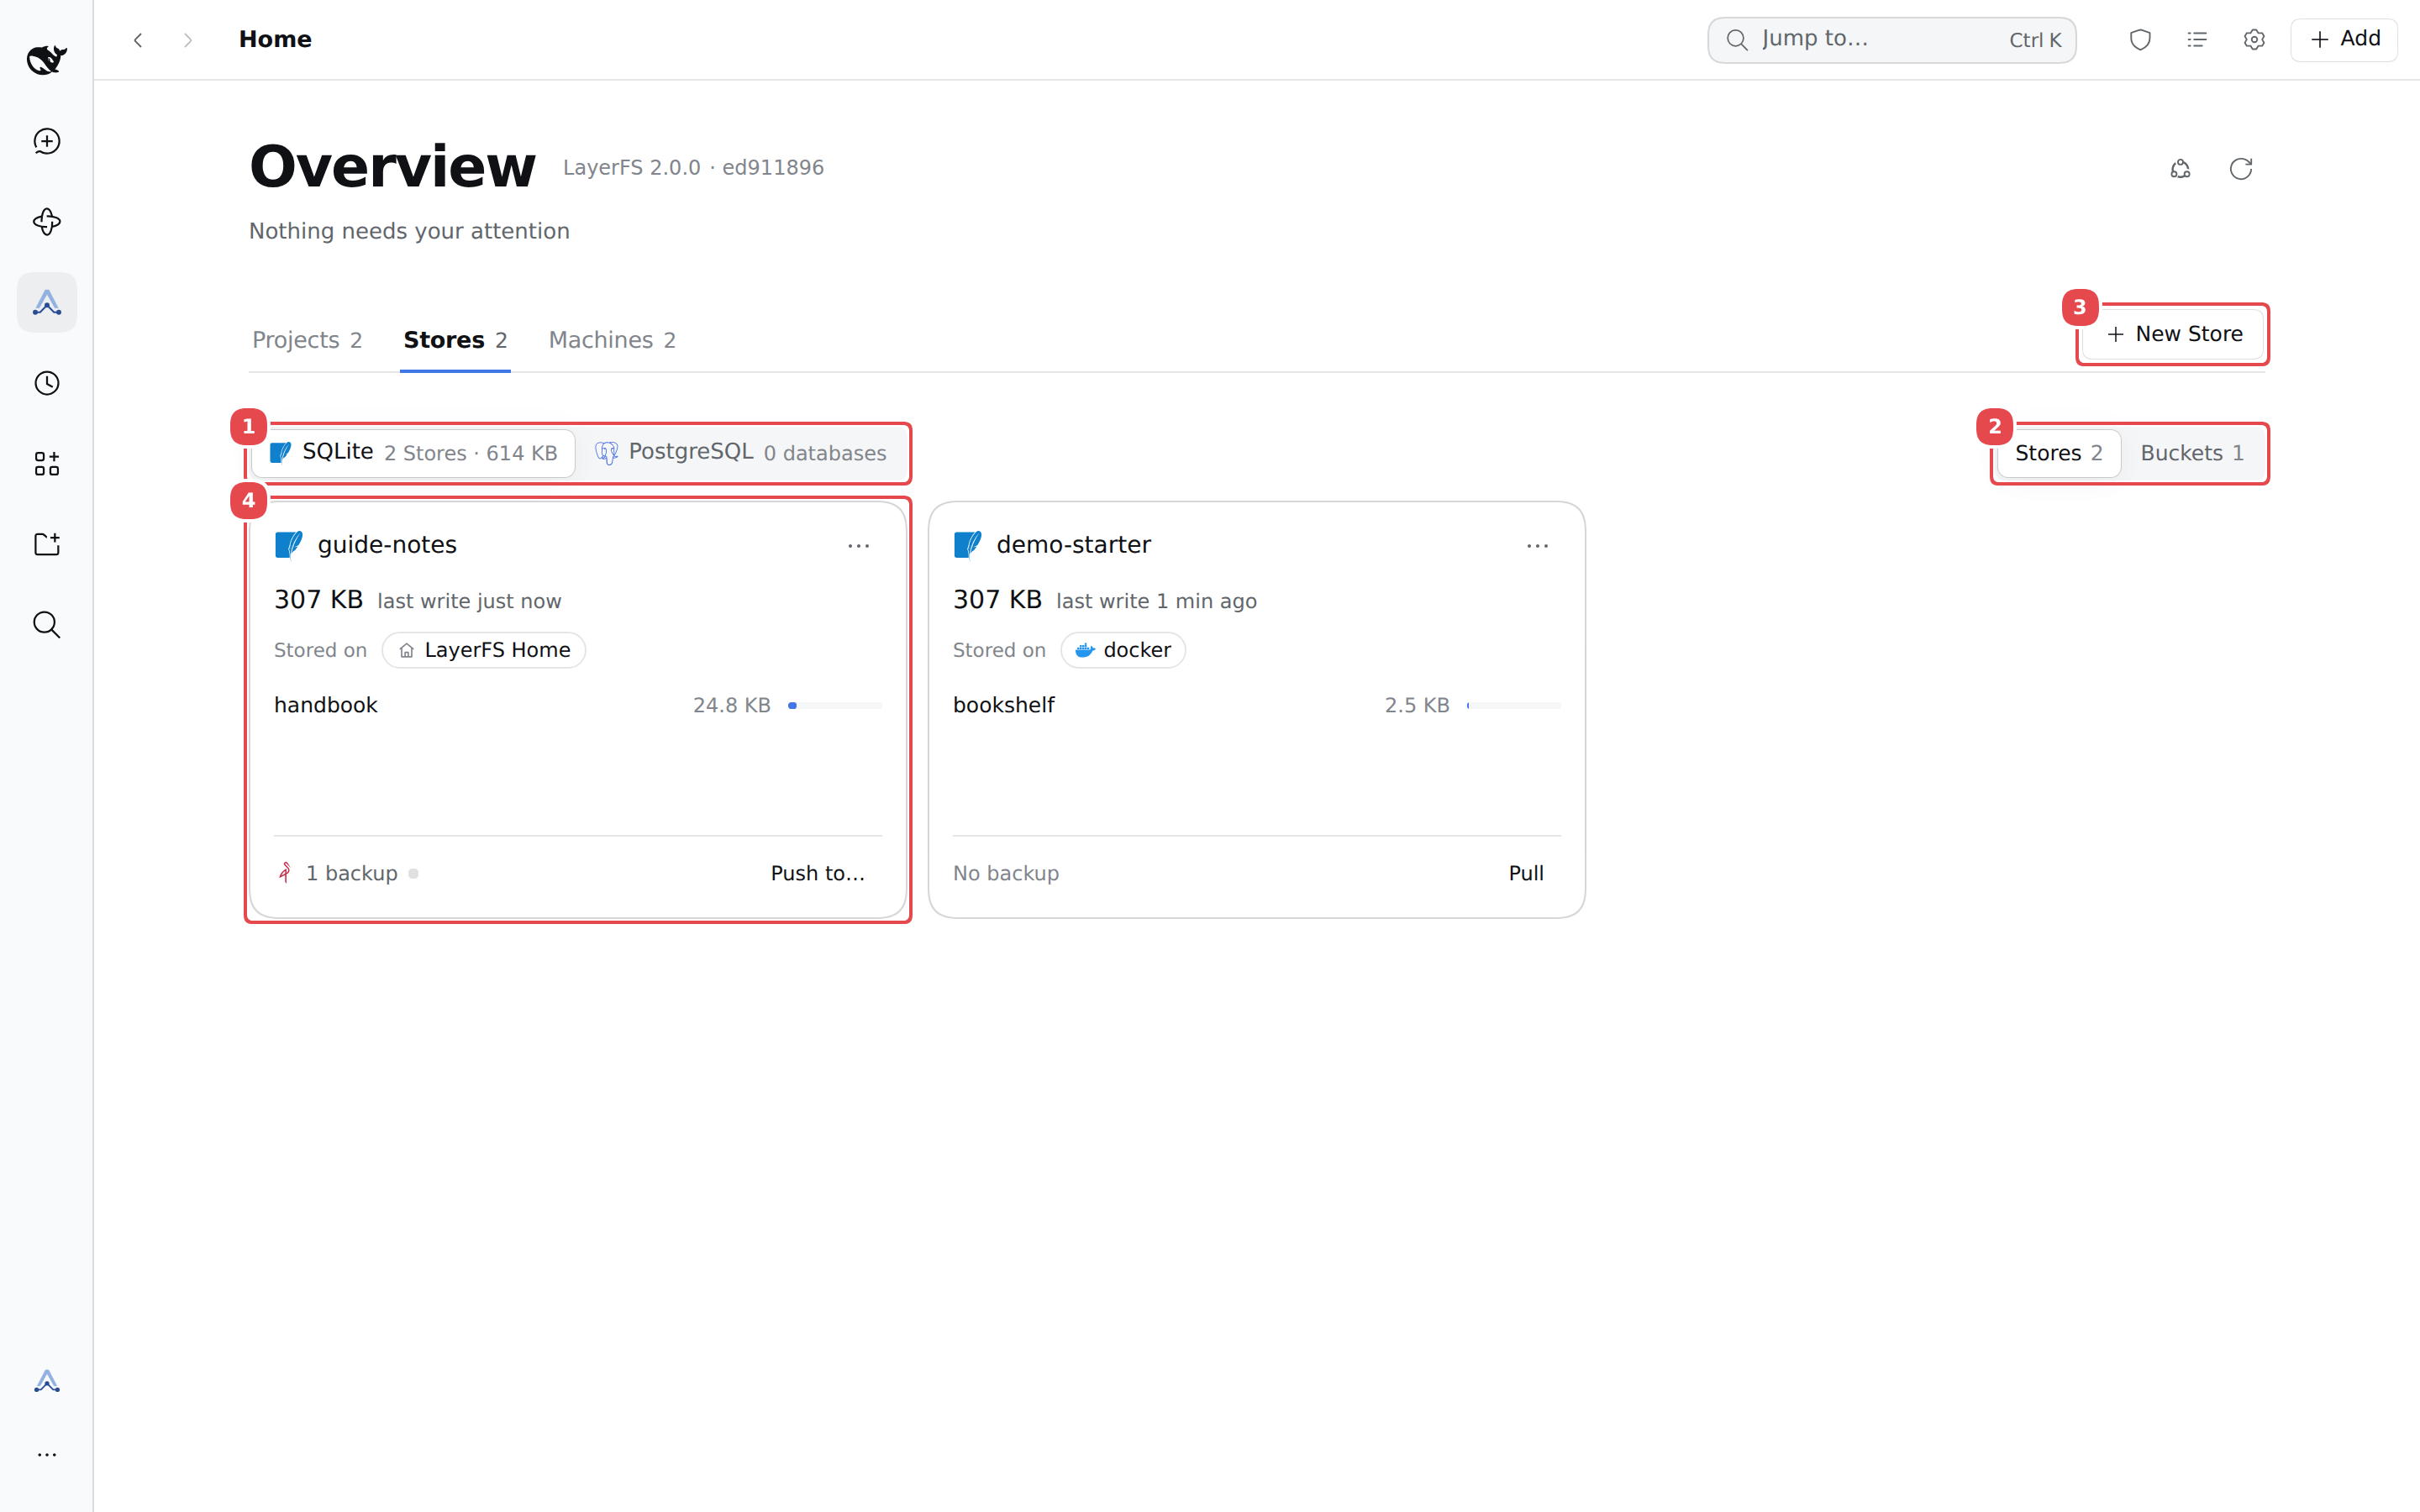 Home
Jump to...
Ctrl K
Add
Overview
LayerFS 2.0.0 · ed911896
Nothing needs your attention
Projects 2
Stores 2
Machines 2
3
New Store
1
SQLite 2 Stores · 614 KB
PostgreSQL 0 databases
2
Stores 2
Buckets 1
4
guide-notes
307 KB last write just now
Stored on LayerFS Home
handbook 24.8 KB
1 backup
Push to...
demo-starter
307 KB last write 1 min ago
Stored on docker
bookshelf 2.5 KB
No backup
Pull